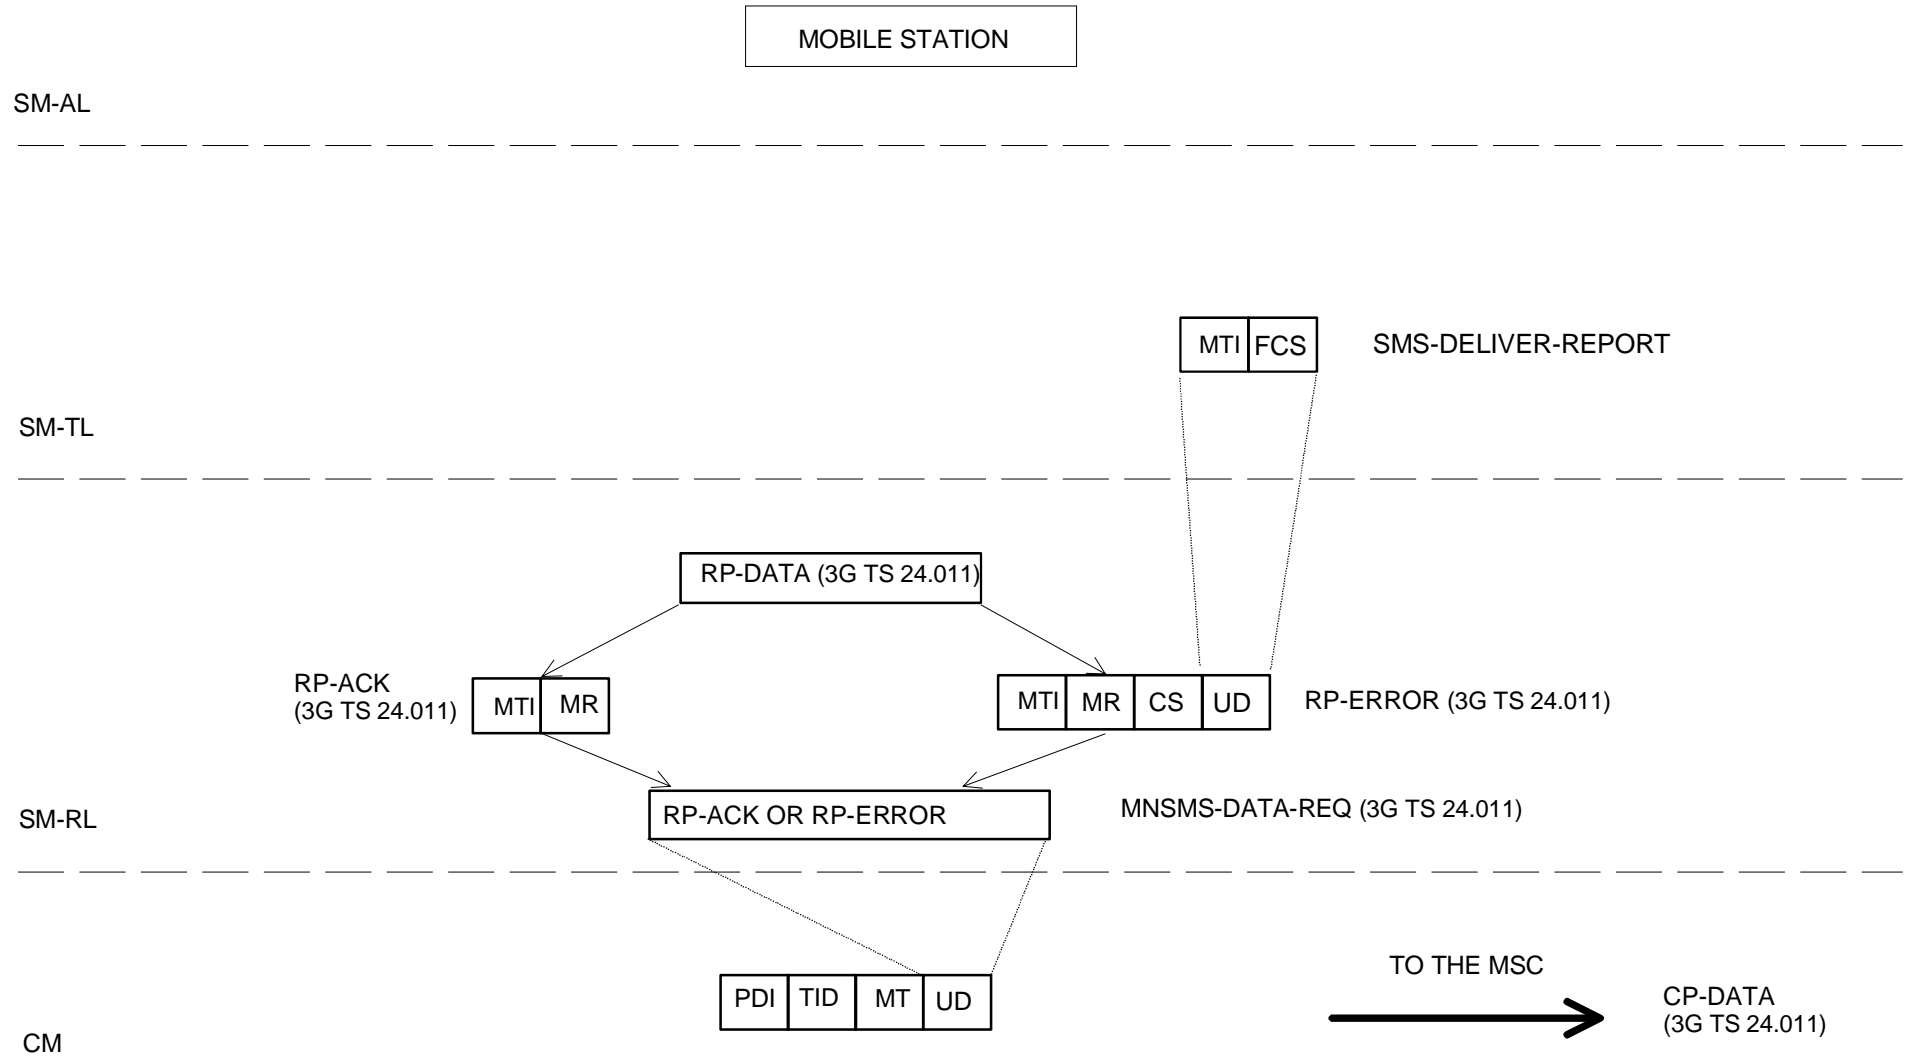 MOBILE STATION
SM-AL
MTI FCS SMS-DELIVER-REPORT
SM-TL
RP-DATA (3G TS 24.011)
RP-ACK
(3G TS 24.011)
MTI MR
MTI MR CS UD
RP-ERROR (3G TS 24.011)
RP-ACK OR RP-ERROR
MNSMS-DATA-REQ (3G TS 24.011)
SM-RL
TO THE MSC
PDI TID MT UD
CP-DATA
(3G TS 24.011)
CM